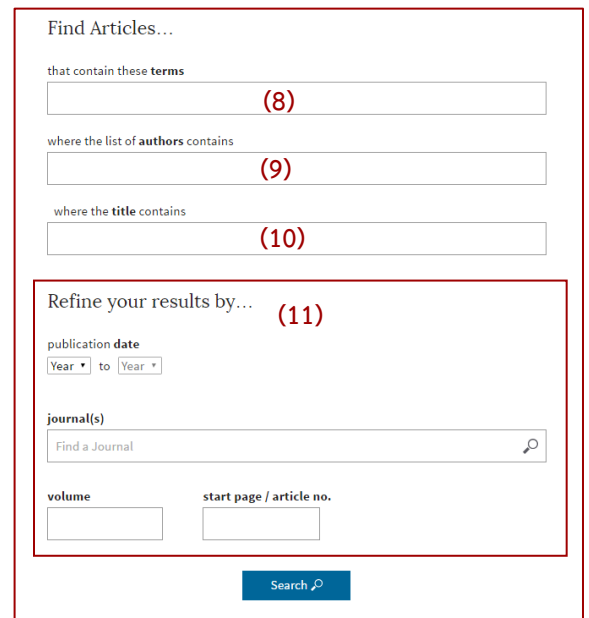 Find Articles...
that contain these terms
(8)
where the list of authors contains
(9)
where the title contains
(10)
Refine your results by...
(11)
publication date
Year to Year
journal(s)
Find a Journal
volume start page / article no.
Search